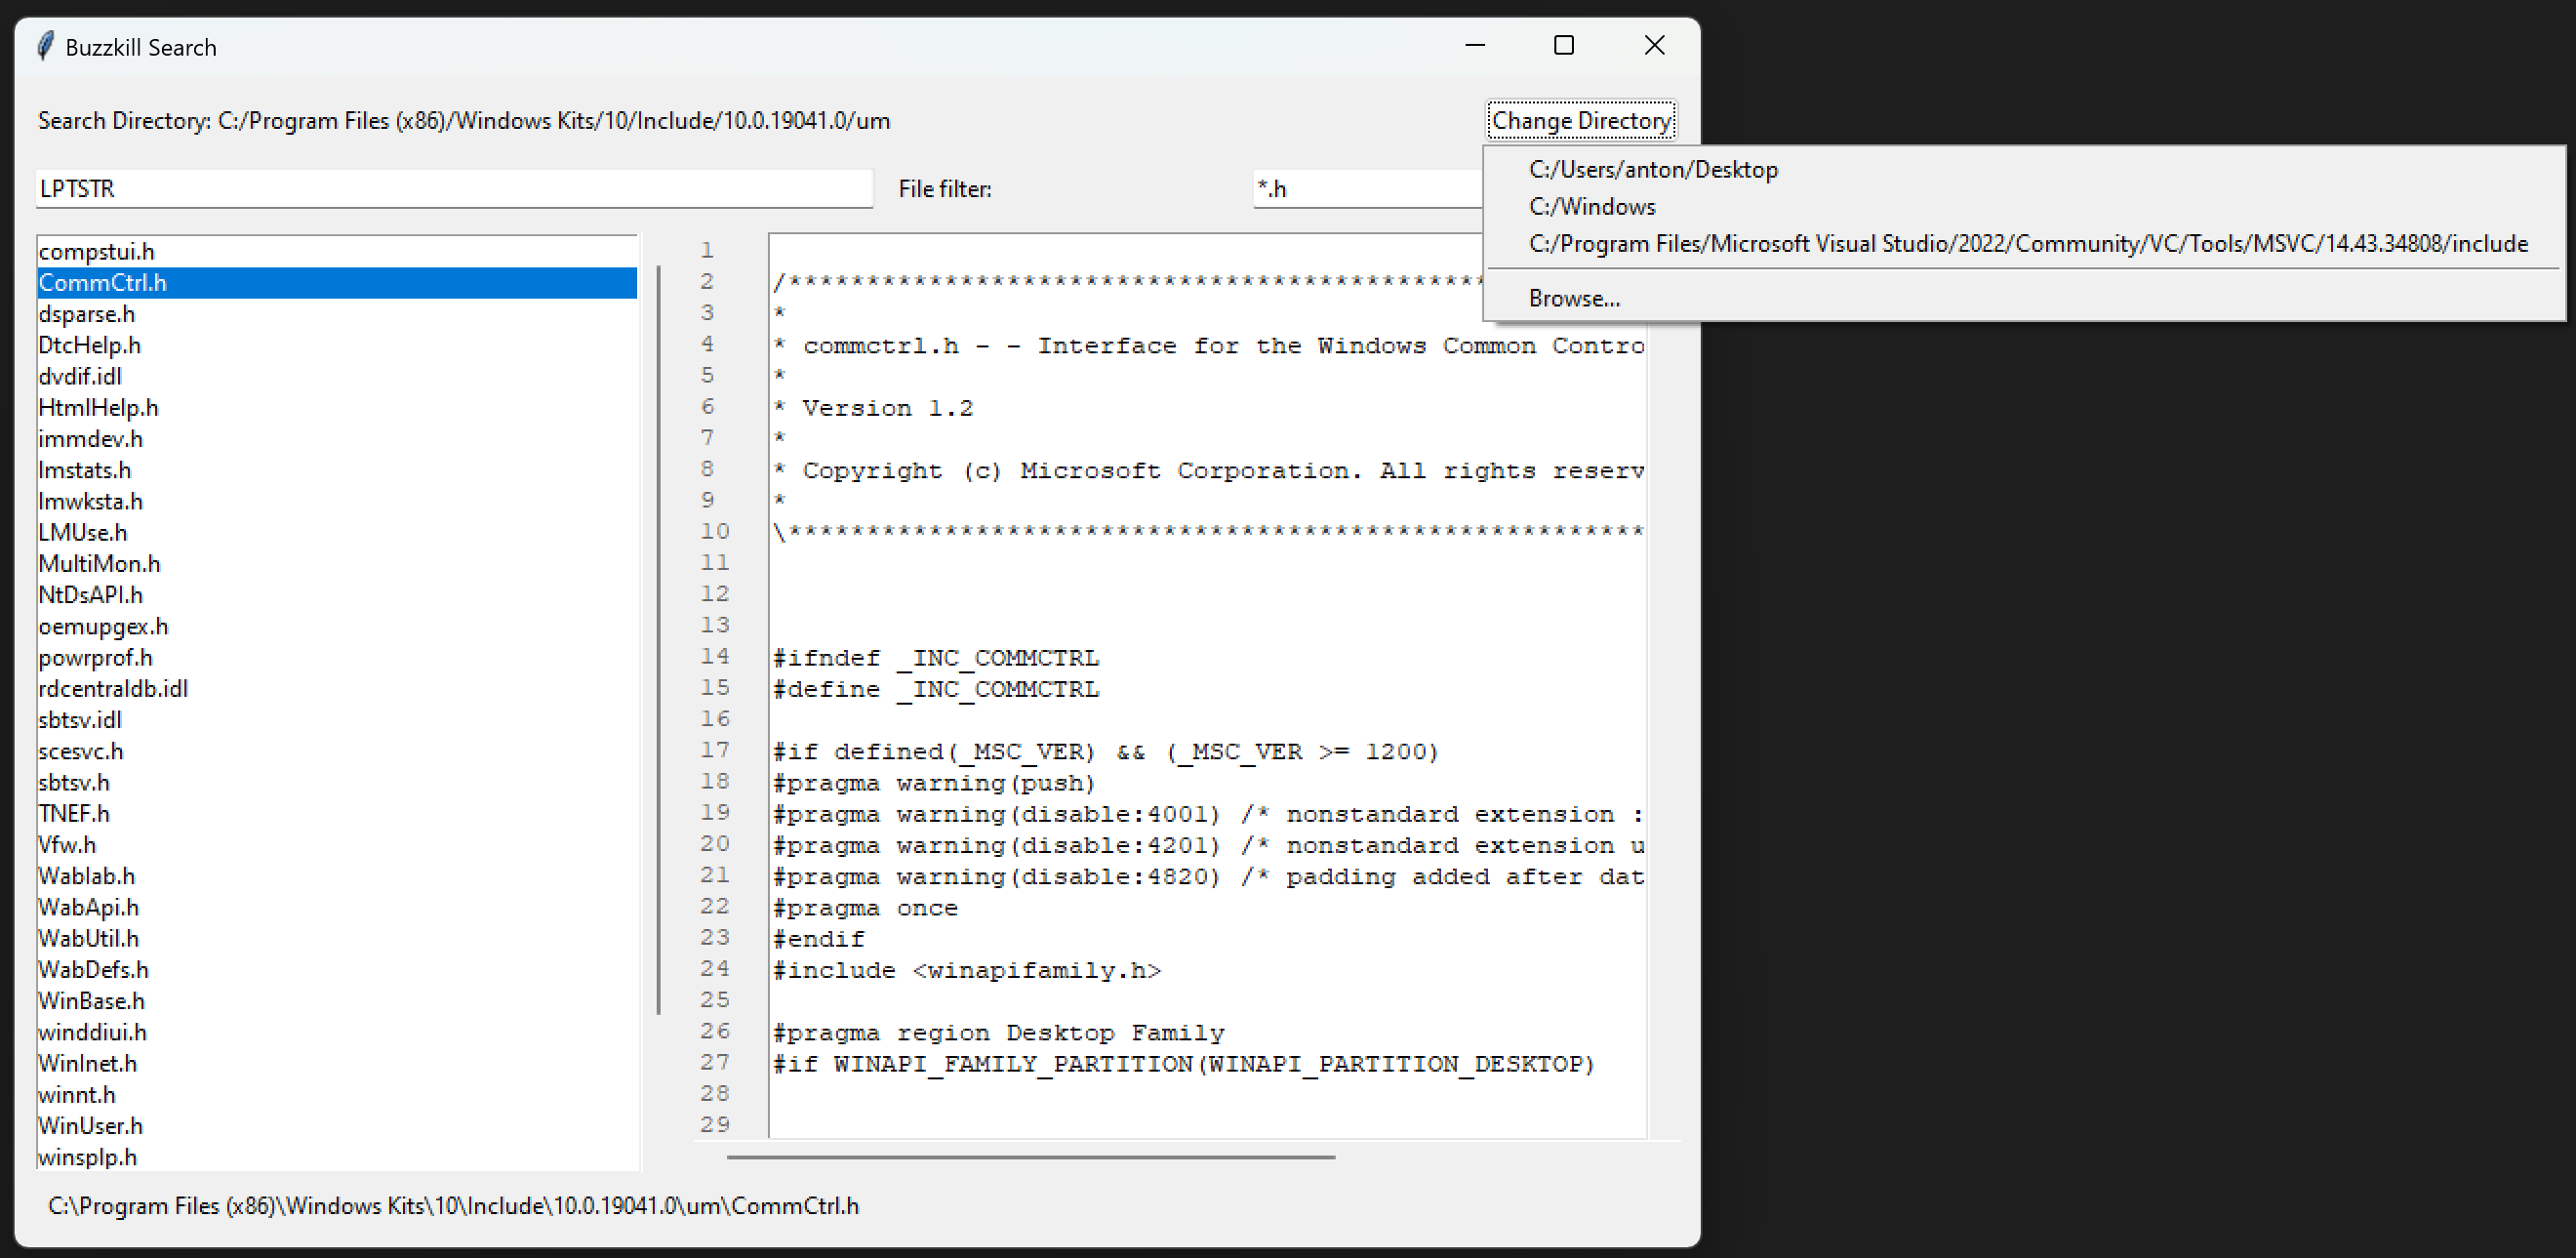 Buzzkill Search
Search Directory: C:/Program Files (x86)/Windows Kits/10/Include/10.0.19041.0/um
Change Directory
C:/Users/anton/Desktop
C:/Windows
C:/Program Files/Microsoft Visual Studio/2022/Community/VC/Tools/MSVC/14.43.34808/include
Browse...
LPTSTR
File filter:
*.h
compstui.h
CommCtrl.h
dsparse.h
DtcHelp.h
dvdif.idl
HtmlHelp.h
immdev.h
lmstats.h
lmwksta.h
LMUse.h
MultiMon.h
NtDsAPI.h
oemupgex.h
powrprof.h
rdcentraldb.idl
sbtsv.idl
scesvc.h
sbtsv.h
TNEF.h
Vfw.h
Wablab.h
WabApi.h
WabUtil.h
WabDefs.h
WinBase.h
winddiui.h
WinInet.h
winnt.h
WinUser.h
winsplp.h
1
2 /*********************************************
3 *
4 * commctrl.h - - Interface for the Windows Common Contro
5 *
6 * Version 1.2
7 *
8 * Copyright (c) Microsoft Corporation. All rights reserv
9 *
10 \*******************************************************
11
12
13
14 #ifndef _INC_COMMCTRL
15 #define _INC_COMMCTRL
16
17 #if defined(_MSC_VER) && (_MSC_VER >= 1200)
18 #pragma warning(push)
19 #pragma warning(disable:4001) /* nonstandard extension :
20 #pragma warning(disable:4201) /* nonstandard extension u
21 #pragma warning(disable:4820) /* padding added after dat
22 #pragma once
23 #endif
24 #include <winapifamily.h>
25
26 #pragma region Desktop Family
27 #if WINAPI_FAMILY_PARTITION(WINAPI_PARTITION_DESKTOP)
28
29
C:\Program Files (x86)\Windows Kits\10\Include\10.0.19041.0\um\CommCtrl.h